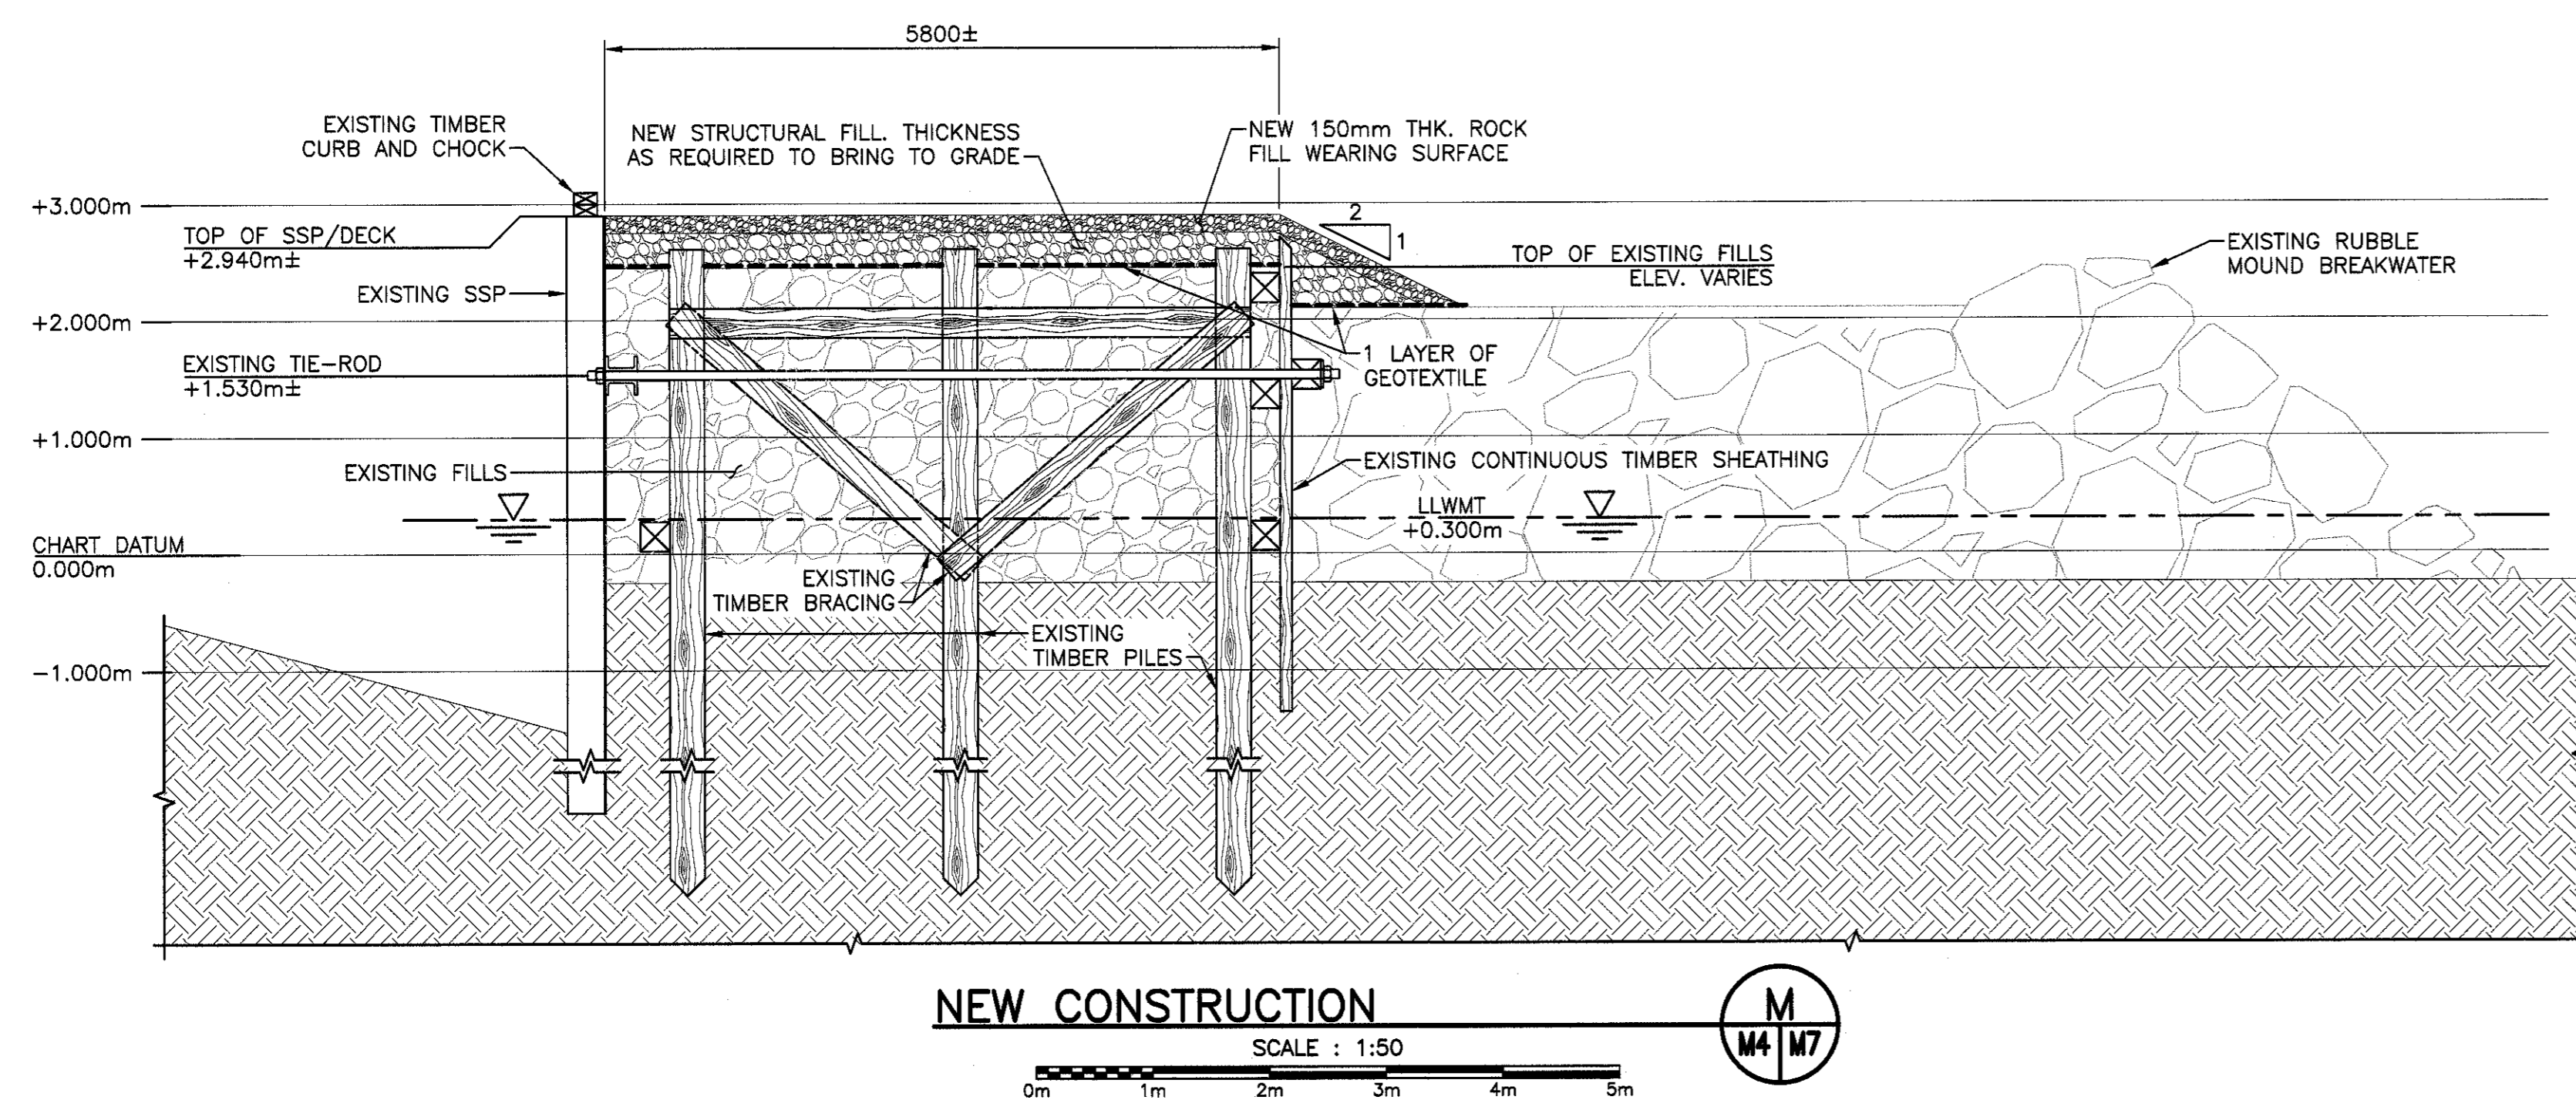 5800±
EXISTING TIMBER
CURB AND CHOCK
NEW STRUCTURAL FILL. THICKNESS
AS REQUIRED TO BRING TO GRADE
NEW 150mm THK. ROCK
FILL WEARING SURFACE
+3.000m
TOP OF SSP/DECK
+2.940m±
2
1
TOP OF EXISTING FILLS
ELEV. VARIES
EXISTING RUBBLE
MOUND BREAKWATER
EXISTING SSP
+2.000m
EXISTING TIE-ROD
+1.530m±
1 LAYER OF
GEOTEXTILE
+1.000m
EXISTING FILLS
EXISTING CONTINUOUS TIMBER SHEATHING
LLWMT
+0.300m
CHART DATUM
0.000m
EXISTING
TIMBER BRACING
EXISTING
TIMBER PILES
-1.000m
NEW CONSTRUCTION
M
M4 M7
SCALE : 1:50
0m 1m 2m 3m 4m 5m